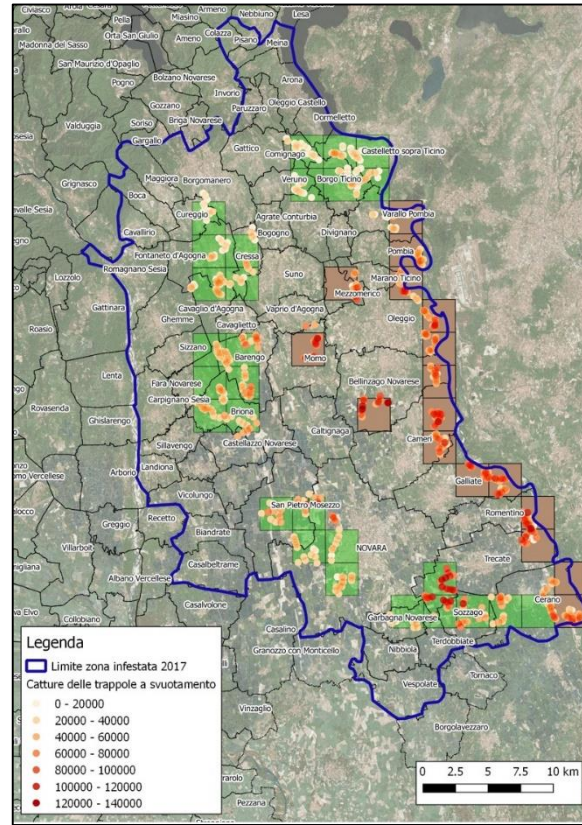 Nebbiuno
Civiasco
Armeno
Lesa
Miasino
Pella
Colazza
Pisano
Orta San Giulio
Ameno
Meina
Madonna del Sasso
San Maurizio d'Opaglio
Bolzano Novarese
Arona
Pogno
Invorio
Oleggio Castello
Gozzano
Paruzzaro
Valduggia
Soriso
Briga Novarese
Dormelletto
Gargallo
Gattico
Comignago
Castelletto sopra Ticino
Grignasco
Maggiora
Borgomanero
Veruno
Borgo Ticino
Boca
Cureggio
Agrate Conturbia
Varallo Pombia
Cavallirio
Bogogno
Divignano
Fontaneto d'Agogna
Cressa
Pombia
Romagnano Sesia
Suno
Marano Ticino
Lozzolo
Mezzomerico
Gattinara
Cavaglio d'Agogna
Vaprio d'Agogna
Oleggio
Ghemme
Cavaglietto
Roasio
Sizzano
Barengo
Momo
Lenta
Fara Novarese
Bellinzago Novarese
Rovasenda
Carpignano Sesia
Briona
Ghislarengo
Caltignaga
Cameri
Sillavengo
Castellazzo Novarese
Arborio
Landiona
Galliate
Vicolungo
San Pietro Mosezzo
Romentino
Greggio
Recetto
Biandrate
NOVARA
Villarboit
Trecate
Casalbeltrame
Albano Vercellese
Cerano
Collobiano
Casalvolone
Garbagna Novarese
Sozzago
Casalino
Terdobbiate
Granozzo con Monticello
Nibbiola
Tornaco
Vespolate
Vinzaglio
Borgolavezzaro
Pezzana
Legenda
Limite zona infestata 2017
Catture delle trappole a svuotamento
0 - 20000
20000 - 40000
40000 - 60000
60000 - 80000
80000 - 100000
100000 - 120000
120000 - 140000
0 2.5 5 7.5 10 km